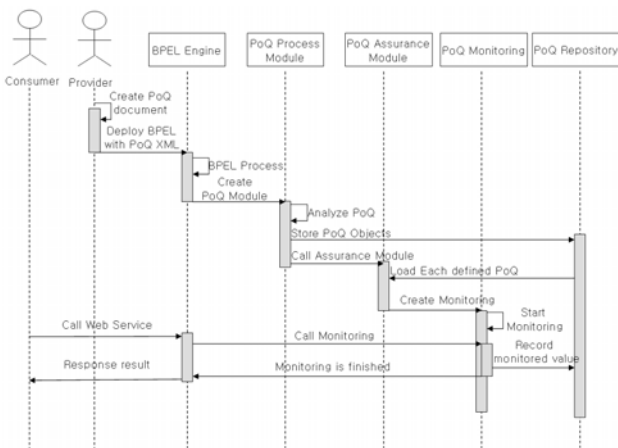 Consumer
Provider
BPEL Engine
PoQ Process
Module
PoQ Assurance
Module
PoQ Monitoring
PoQ Repository
Create PoQ
document
Deploy BPEL
with PoQ XML
BPEL Process
Create
PoQ Module
Analyze PoQ
Store PoQ Objects
Call Assurance Module
Load Each defined PoQ
Create Monitoring
Start
Monitoring
Call Web Service
Call Monitoring
Record
monitored value
Response result
Monitoring is finished